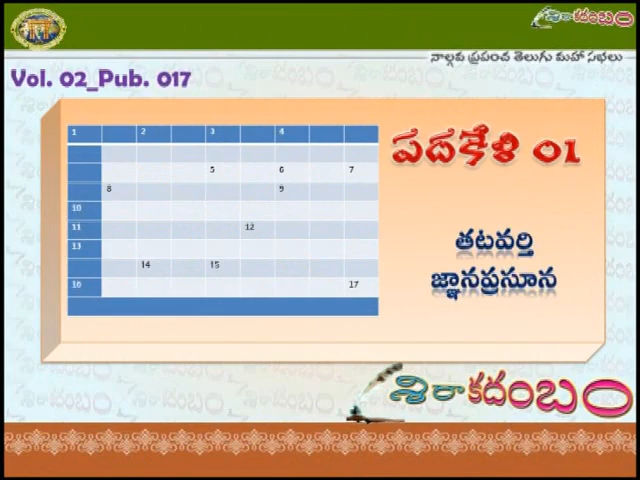 శిరాకదంబం
నాల్గవ ప్రపంచ తెలుగు మహా సభలు
Vol. 02_Pub. 017
పదకేళి 01
తటవర్తి
జ్ఞానప్రసూన
1 2 3 4
5 6 7
8 9
10
11 12
13
14 15
16 17
శిరాకదంబం